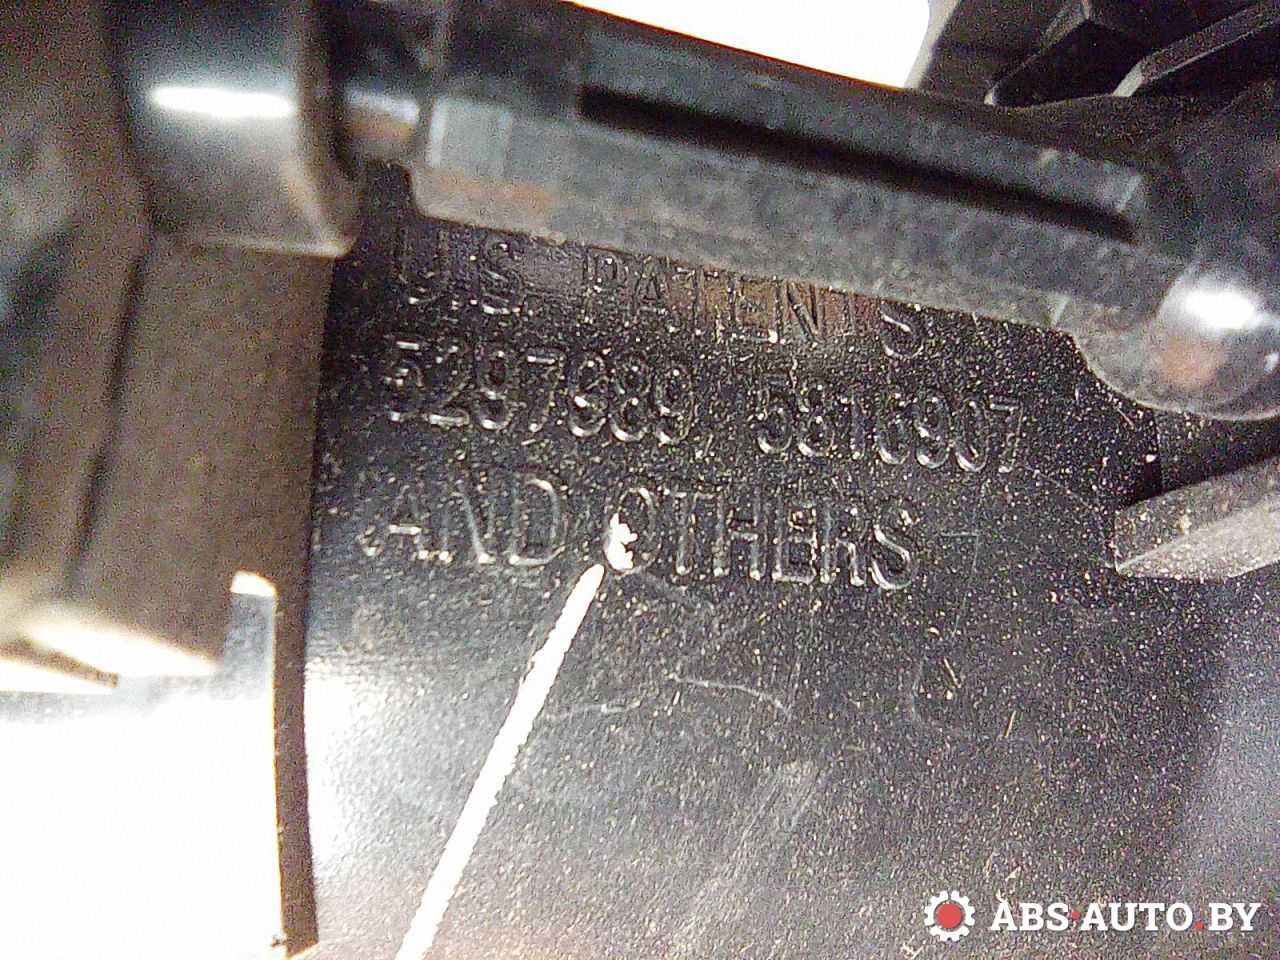 U.S. PATENTS
5297989 5816907
AND OTHERS
ABS·AUTO.BY